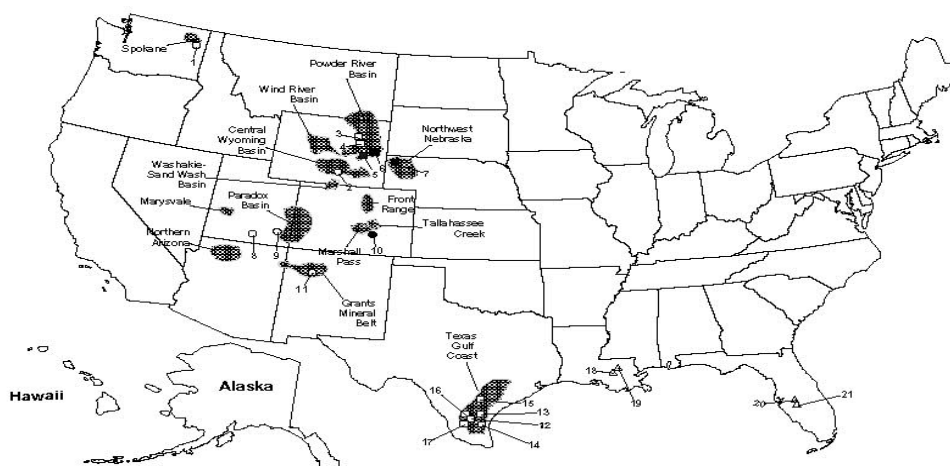 Spokane
1
Powder River
Basin
Wind River
Basin
3
4
Central
Wyoming
Basin
Northwest
Nebraska
6
5
7
2
Washakie-
Sand Wash
Basin
Marysvale
Paradox
Basin
Front
Range
Northern
Arizona
Tallahassee
Creek
8
9
Marshall
Pass
10
11
Grants
Mineral
Belt
Texas
Gulf
Coast
Hawaii
Alaska
16
15
13
12
17
14
18
19
20
21